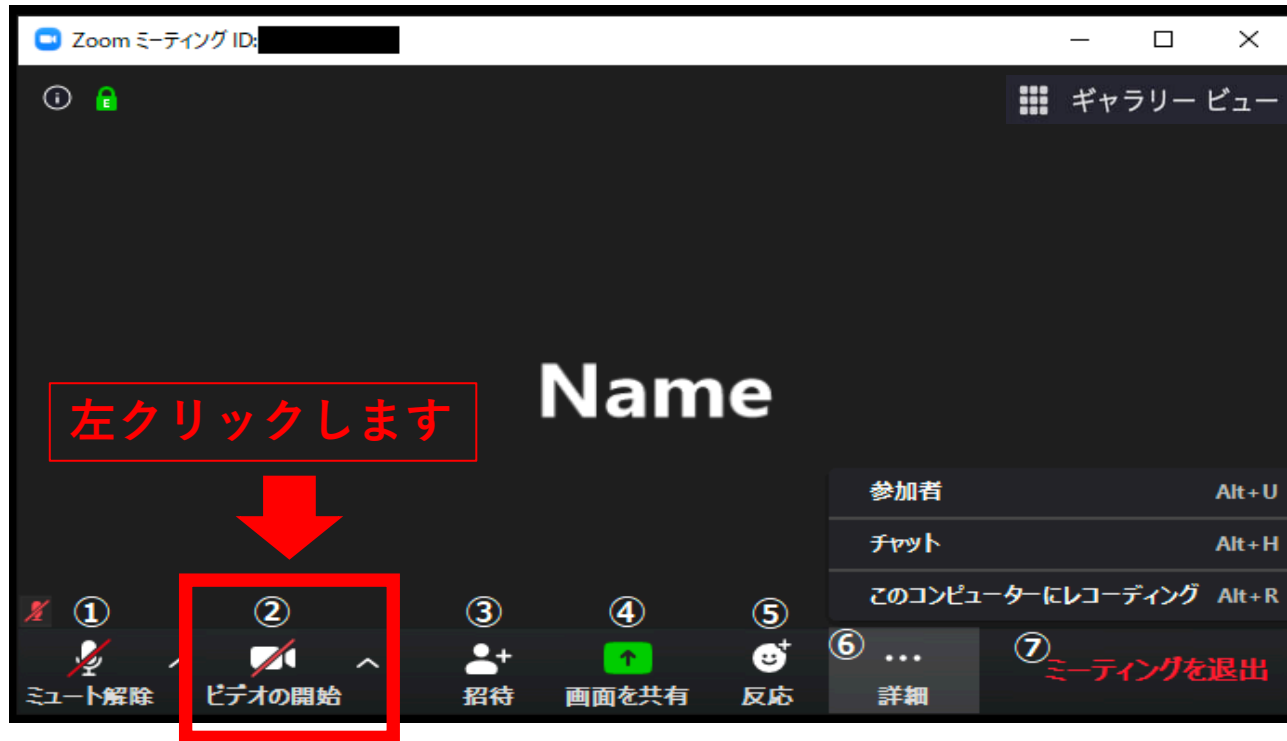 Zoom ミーティング ID:
E
ギャラリー ビュー
Name
左クリックします
参加者 Alt+U
チャット Alt+H
このコンピューターにレコーディング Alt+R
① ② ③ ④ ⑤ ⑥ ⑦
ミュート解除 ビデオの開始 招待 画面を共有 反応 詳細 ミーティングを退出